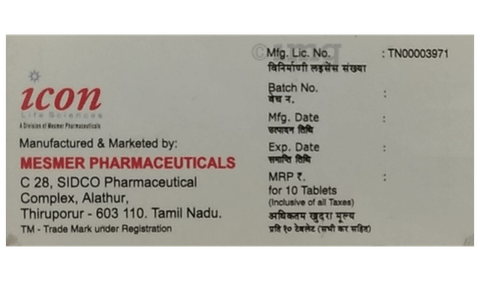 icon
Life Sciences
A Division of Mesmer Pharmaceuticals
Manufactured & Marketed by:
MESMER PHARMACEUTICALS
C 28, SIDCO Pharmaceutical
Complex, Alathur,
Thiruporur - 603 110. Tamil Nadu.
TM - Trade Mark under Registration
Mfg. Lic. No. : TN00003971
विनिर्माणी लाइसेंस संख्या
Batch No. :
बेच न.
Mfg. Date :
उत्पादन तिथि
Exp. Date :
समाप्ति तिथि
MRP ₹. :
for 10 Tablets
(Inclusive of all Taxes)
अधिकतम खुदरा मूल्य
प्रति १० टेबलेट (सभी कर सहित)